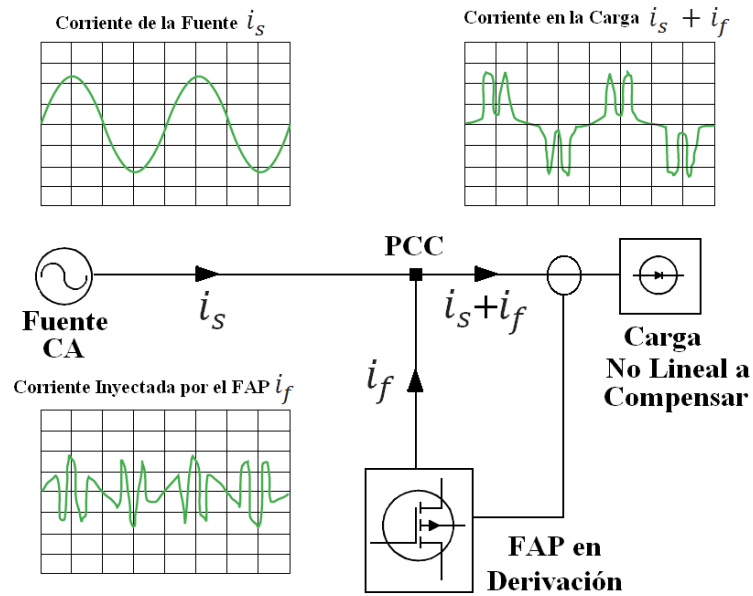 Corriente de la Fuente i_s
Corriente en la Carga i_s + i_f
PCC
i_s
i_s+i_f
Fuente
CA
Carga
No Lineal a
Compensar
Corriente Inyectada por el FAP i_f
i_f
FAP en
Derivación